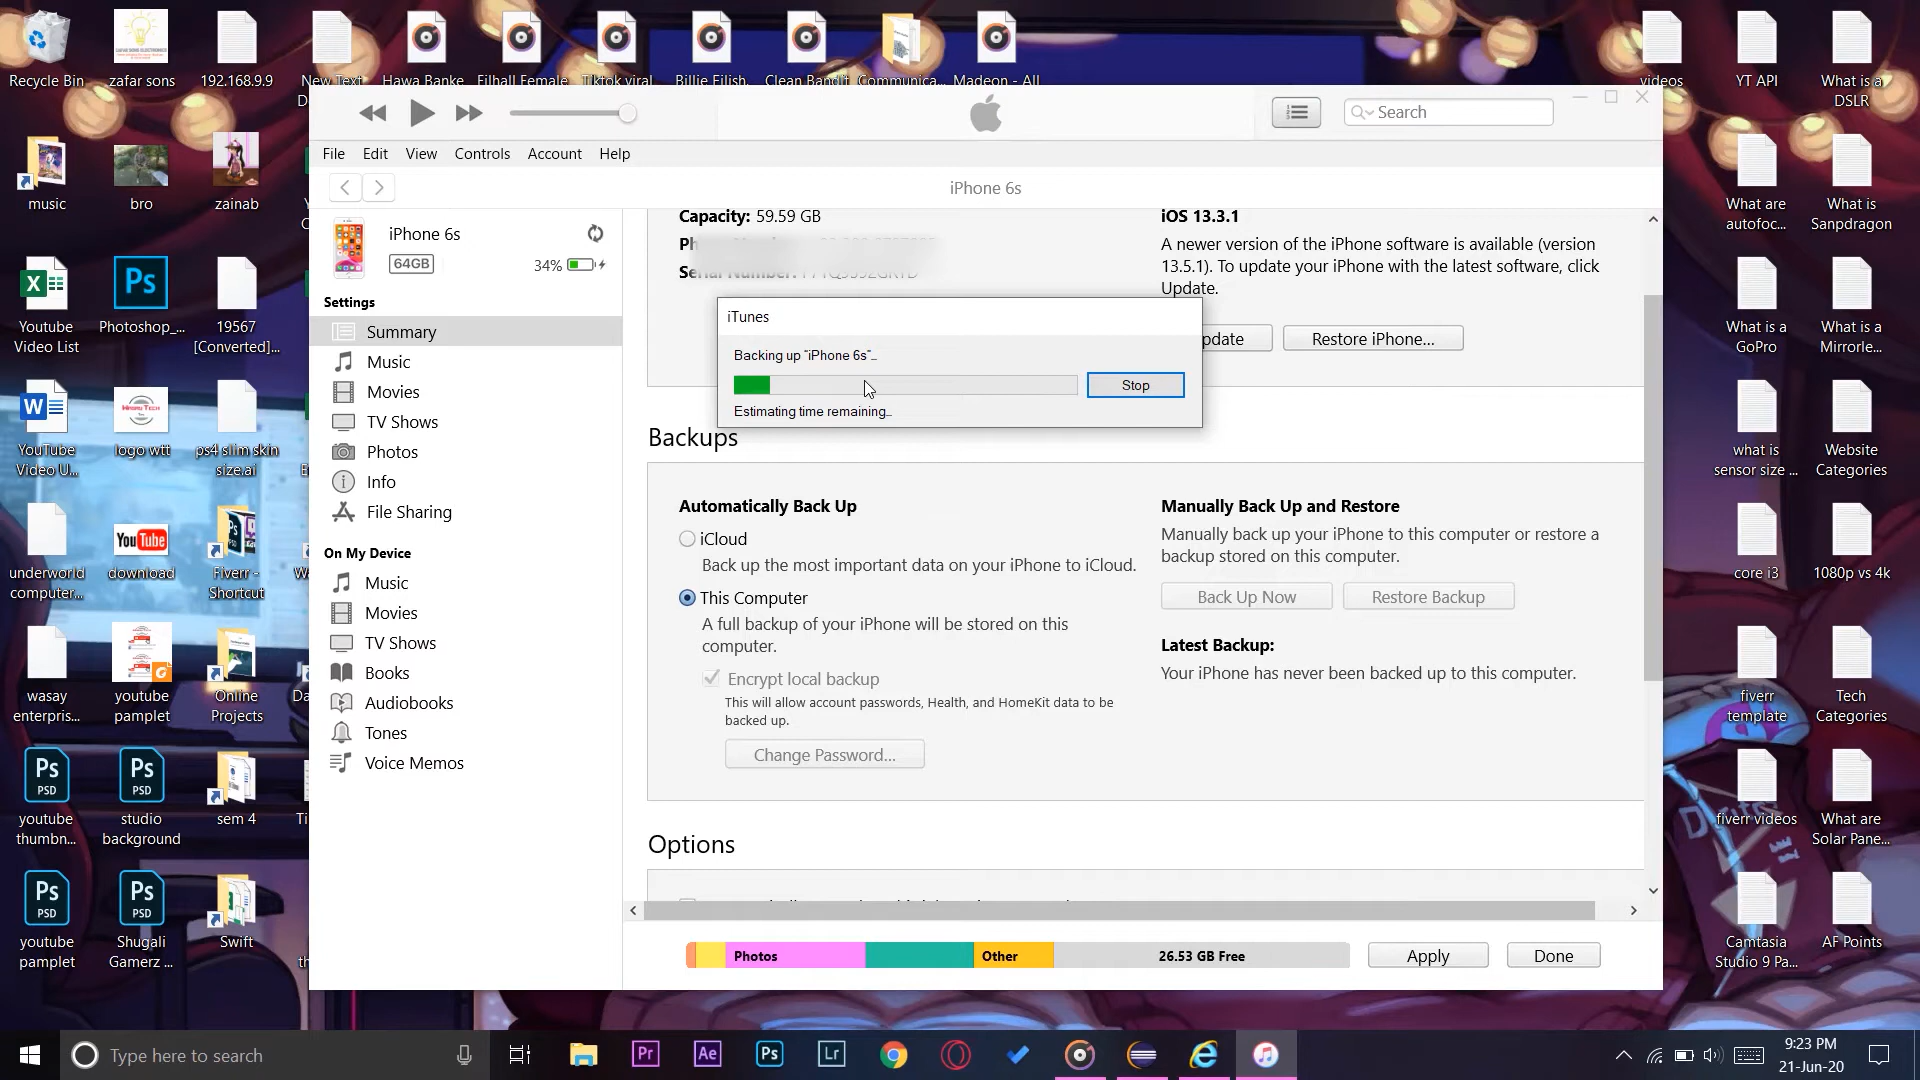 Recycle Bin
zafar sons
192.168.9.9
New Text
Hawa Banke
Filhall Female
Tiktok viral
Billie Eilish,
Clean Bandit
Communica...
Madeon - All
videos
YT API
What is a
DSLR
Search
File Edit View Controls Account Help
iPhone 6s
music
bro
zainab
What are
autofoc...
What is
Sanpdragon
iPhone 6s
64GB
34%
Settings
Summary
Music
Movies
TV Shows
Photos
Info
File Sharing
On My Device
Music
Movies
TV Shows
Books
Audiobooks
Tones
Voice Memos
Capacity: 59.59 GB
iOS 13.3.1
A newer version of the iPhone software is available (version
13.5.1). To update your iPhone with the latest software, click
Update.
pdate
Restore iPhone...
iTunes
Backing up "iPhone 6s"...
Stop
Estimating time remaining...
Backups
Automatically Back Up
iCloud
Back up the most important data on your iPhone to iCloud.
This Computer
A full backup of your iPhone will be stored on this
computer.
Encrypt local backup
This will allow account passwords, Health, and HomeKit data to be
backed up.
Change Password...
Manually Back Up and Restore
Manually back up your iPhone to this computer or restore a
backup stored on this computer.
Back Up Now
Restore Backup
Latest Backup:
Your iPhone has never been backed up to this computer.
Options
Photos
Other
26.53 GB Free
Apply
Done
Youtube
Video List
Photoshop_...
19567
[Converted]...
What is a
GoPro
What is a
Mirrorle...
YouTube
Video U...
logo wtt
ps4 slim skin
size.ai
what is
sensor size ...
Website
Categories
underworld
computer...
YouTube
download
Fiverr -
Shortcut
core i3
1080p vs 4k
wasay
enterpris...
youtube
pamplet
Online
Projects
fiverr
template
Tech
Categories
Ps
PSD
youtube
thumbn...
Ps
PSD
studio
background
sem 4
fiverr videos
What are
Solar Pane...
Ps
PSD
youtube
pamplet
Ps
PSD
Shugali
Gamerz ...
Swift
Camtasia
Studio 9 Pa...
AF Points
Type here to search
Pr
Ae
Ps
Lr
9:23 PM
21-Jun-20